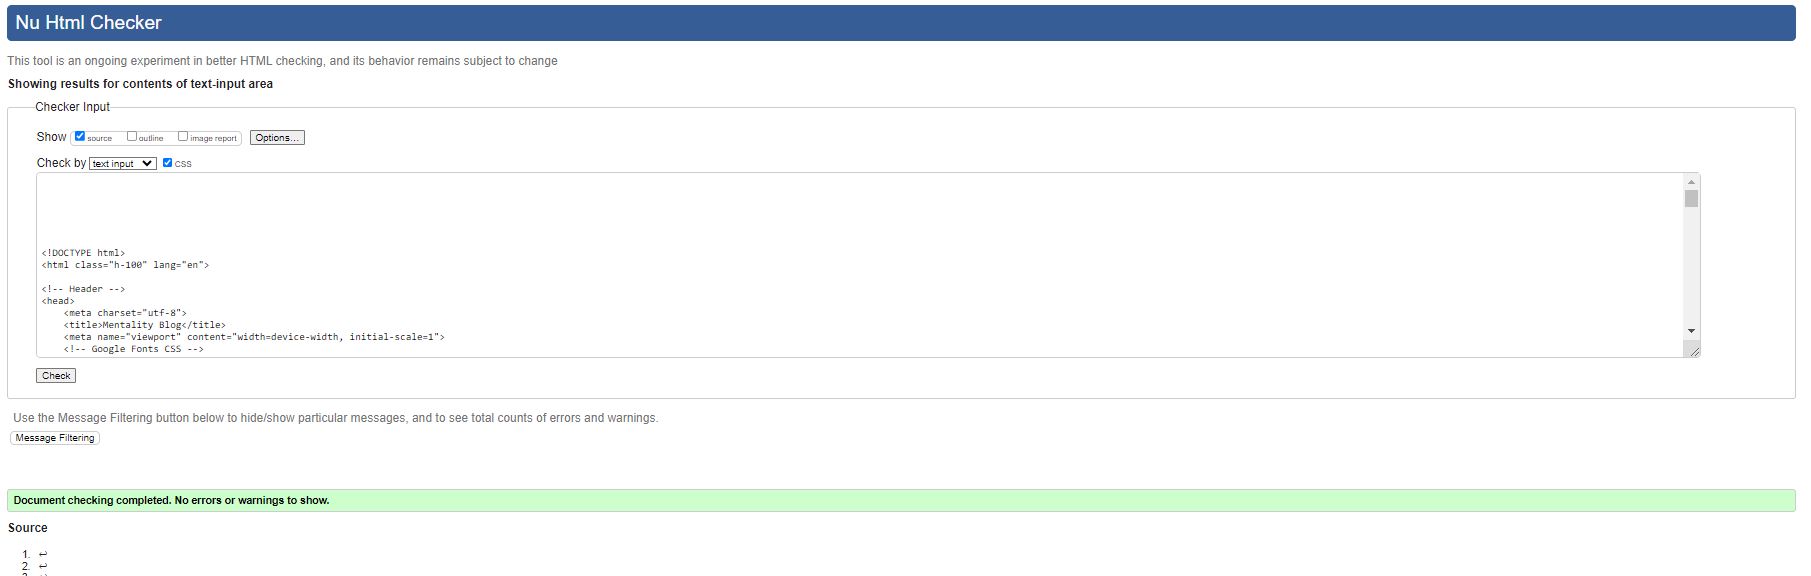 Nu Html Checker
This tool is an ongoing experiment in better HTML checking, and its behavior remains subject to change
Showing results for contents of text-input area
Checker Input
Show source outline image report Options...
Check by text input css
<!DOCTYPE html>
<html class="h-100" lang="en">
<!-- Header -->
<head>
<meta charset="utf-8">
<title>Mentality Blog</title>
<meta name="viewport" content="width=device-width, initial-scale=1">
<!-- Google Fonts CSS -->
Check
Use the Message Filtering button below to hide/show particular messages, and to see total counts of errors and warnings.
Message Filtering
Document checking completed. No errors or warnings to show.
Source
1. ↩
2. ↩